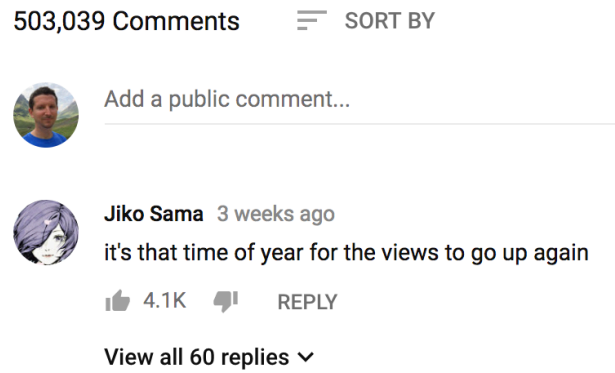 503,039 Comments SORT BY
Add a public comment...
Jiko Sama 3 weeks ago
it's that time of year for the views to go up again
4.1K REPLY
View all 60 replies